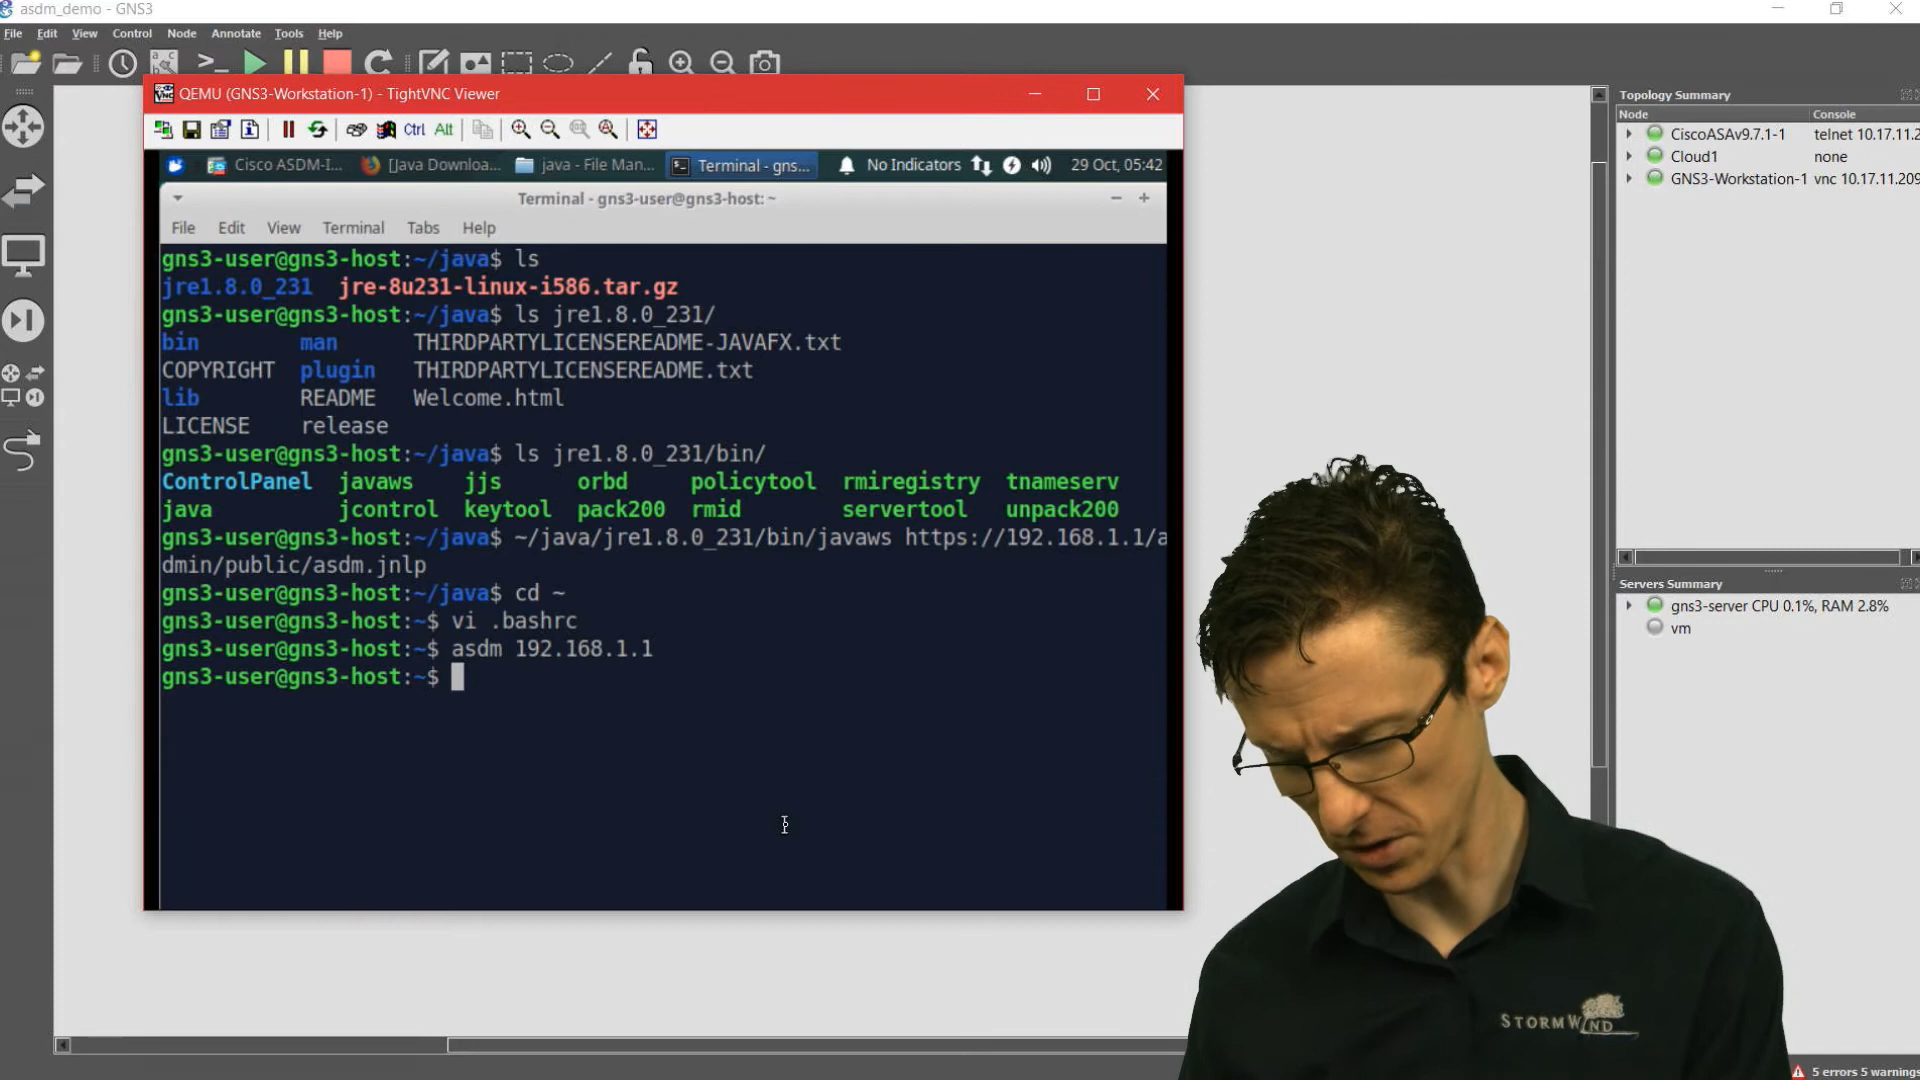 asdm_demo - GNS3
File Edit View Control Node Annotate Tools Help
QEMU (GNS3-Workstation-1) - TightVNC Viewer
Ctrl Alt
Cisco ASDM-I... [Java Downloa... java - File Man... Terminal - gns... No Indicators 29 Oct, 05:42
Terminal - gns3-user@gns3-host: ~
File Edit View Terminal Tabs Help
gns3-user@gns3-host:~/java$ ls
jre1.8.0_231 jre-8u231-linux-i586.tar.gz
gns3-user@gns3-host:~/java$ ls jre1.8.0_231/
bin man THIRDPARTYLICENSEREADME-JAVAFX.txt
COPYRIGHT plugin THIRDPARTYLICENSEREADME.txt
lib README Welcome.html
LICENSE release
gns3-user@gns3-host:~/java$ ls jre1.8.0_231/bin/
ControlPanel javaws jjs orbd policytool rmiregistry tnameserv
java jcontrol keytool pack200 rmid servertool unpack200
gns3-user@gns3-host:~/java$ ~/java/jre1.8.0_231/bin/javaws https://192.168.1.1/a
dmin/public/asdm.jnlp
gns3-user@gns3-host:~/java$ cd ~
gns3-user@gns3-host:~$ vi .bashrc
gns3-user@gns3-host:~$ asdm 192.168.1.1
gns3-user@gns3-host:~$
Topology Summary
Node Console
CiscoASAv9.7.1-1 telnet 10.17.11.2
Cloud1 none
GNS3-Workstation-1 vnc 10.17.11.209
Servers Summary
gns3-server CPU 0.1%, RAM 2.8%
vm
STORMWIND
5 errors 5 warnings